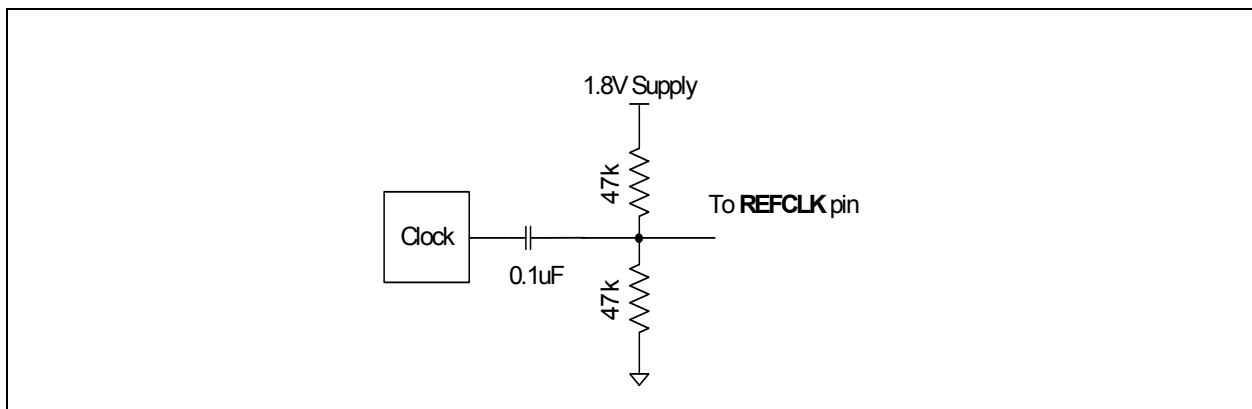 1.8V Supply
47k
To REFCLK pin
Clock
0.1uF
47k